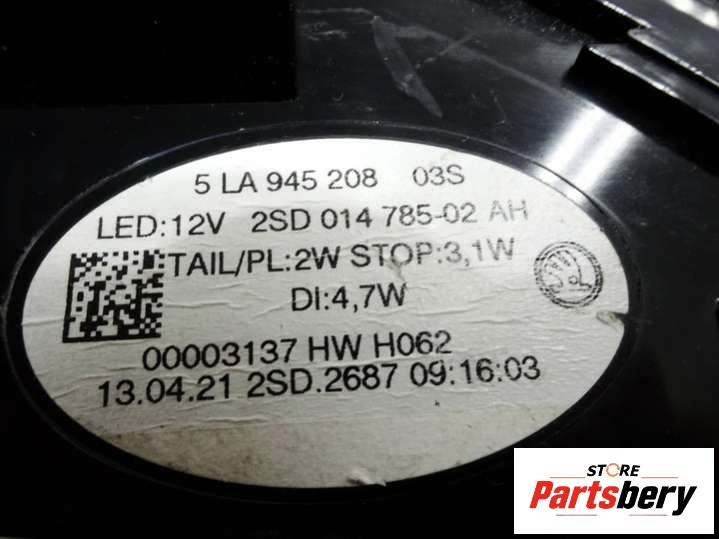 5 LA 945 208 03S
LED:12V 2SD 014 785-02 AH
TAIL/PL:2W STOP:3,1W
DI:4,7W
00003137 HW H062
13.04.21 2SD.2687 09:16:03
STORE
Partsbery